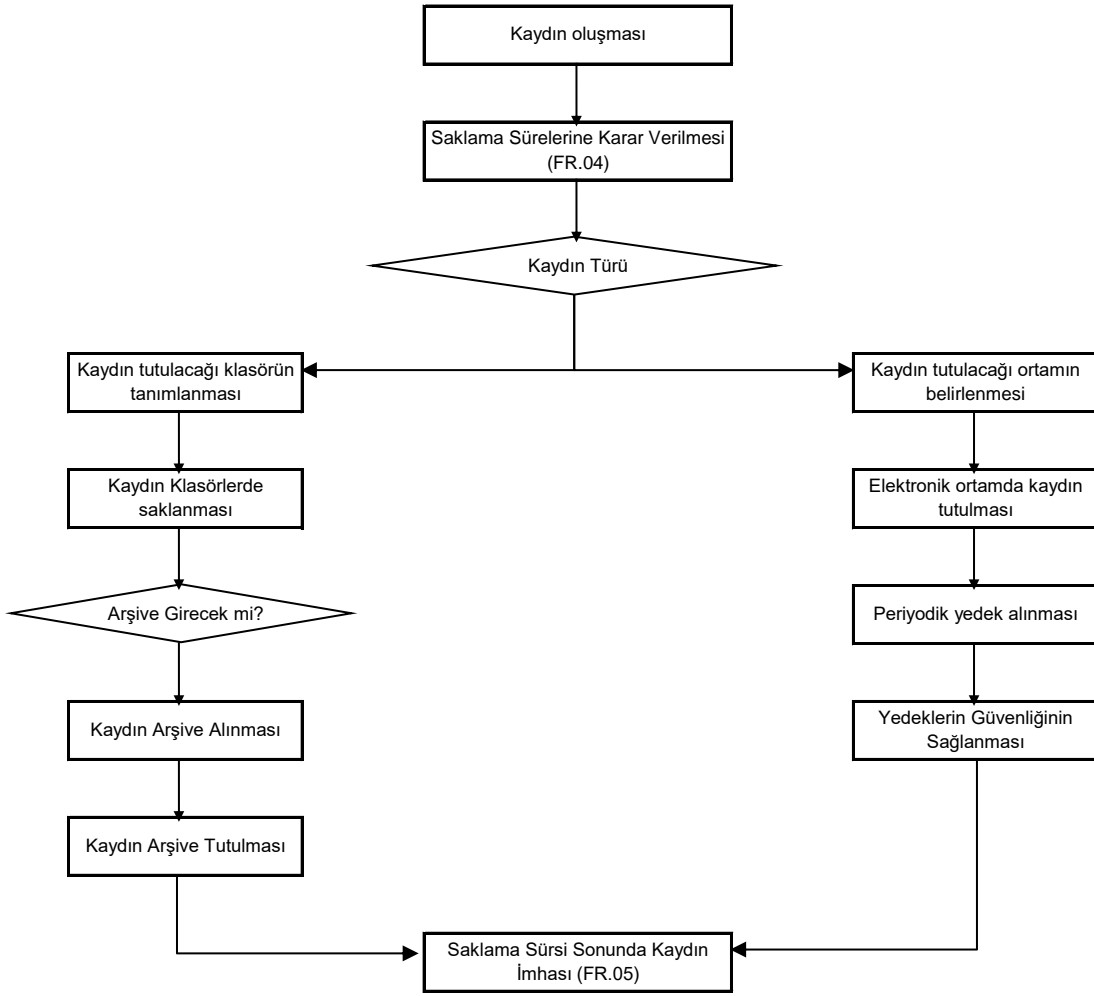 Kaydın oluşması
Saklama Sürelerine Karar Verilmesi
(FR.04)
Kaydın Türü
Kaydın tutulacağı klasörün
tanımlanması
Kaydın tutulacağı ortamın
belirlenmesi
Kaydın Klasörlerde
saklanması
Elektronik ortamda kaydın
tutulması
Arşive Girecek mi?
Periyodik yedek alınması
Kaydın Arşive Alınması
Yedeklerin Güvenliğinin
Sağlanması
Kaydın Arşive Tutulması
Saklama Sürsi Sonunda Kaydın
İmhası (FR.05)